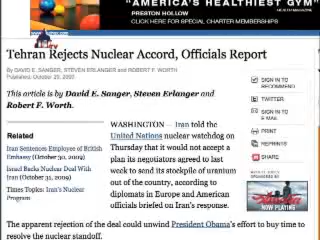 "AMERICA'S HEALTHIEST GYM"
PRESTON HOLLOW
CLICK HERE FOR SPECIAL CHARTER MEMBERSHIPS
Tehran Rejects Nuclear Accord, Officials Report
By DAVID E. SANGER, STEVEN ERLANGER and ROBERT F. WORTH
Published: October 29, 2009
This article is by David E. Sanger, Steven Erlanger and
Robert F. Worth.
SIGN IN TO
RECOMMEND
TWITTER
SIGN IN TO
E-MAIL
PRINT
REPRINTS
SHARE
Related
Iran Sentences Employee of British
Embassy (October 30, 2009)
Israel Backs Nuclear Deal With
Iran (October 31, 2009)
Times Topics: Iran's Nuclear
Program
WASHINGTON — Iran told the
United Nations nuclear watchdog on
Thursday that it would not accept a
plan its negotiators agreed to last
week to send its stockpile of uranium
out of the country, according to
diplomats in Europe and American
officials briefed on Iran's response.
NOW PLAYING
The apparent rejection of the deal could unwind President Obama's effort to buy time to
resolve the nuclear standoff.